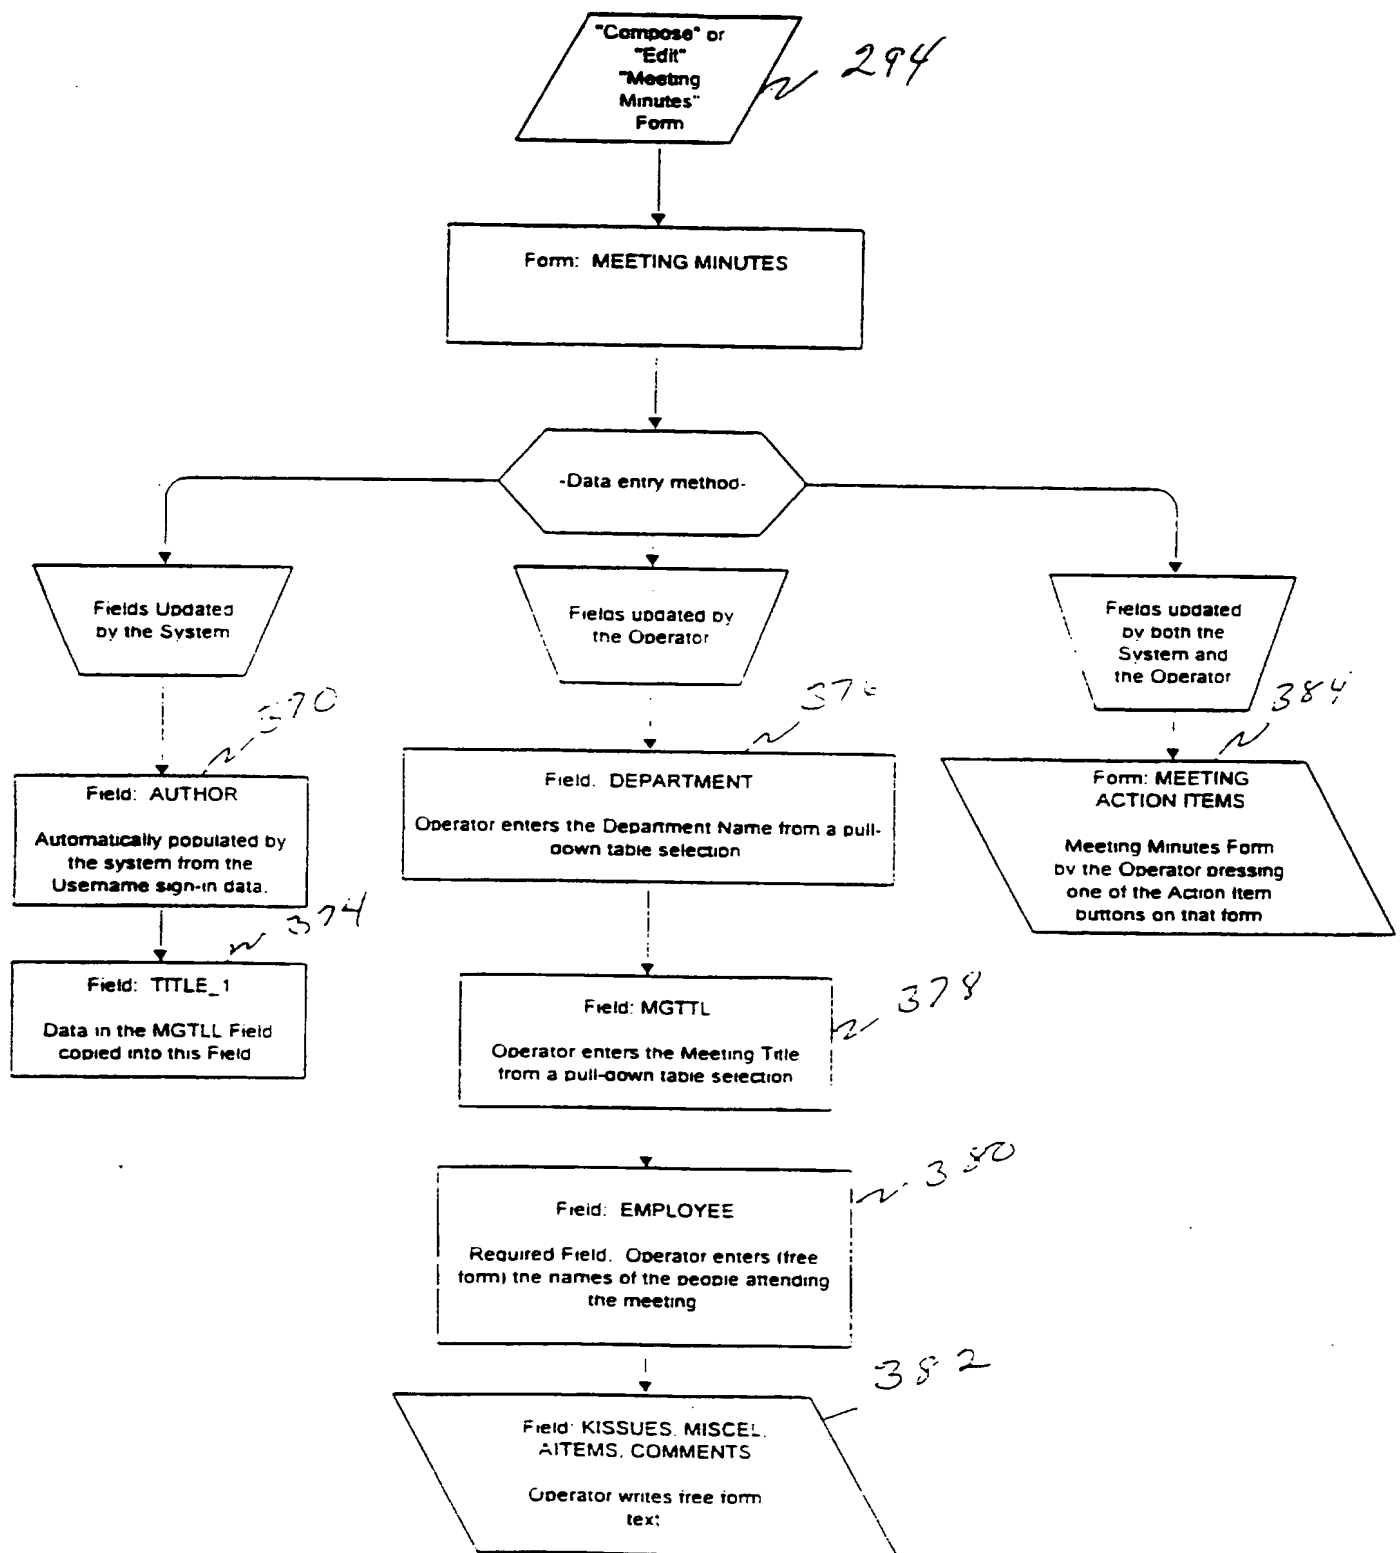 "Compose" or
"Edit"
"Meeting
Minutes"
Form
294
Form: MEETING MINUTES
-Data entry method-
Fields Updated
by the System
Fields updated by
the Operator
Fields updated
by both the
System and
the Operator
370
Field: AUTHOR
Automatically populated by
the system from the
Username sign-in data.
374
Field: TITLE_1
Data in the MGTLL Field
copied into this Field
376
Field. DEPARTMENT
Operator enters the Department Name from a pull-
down table selection
378
Field: MGTTL
Operator enters the Meeting Title
from a pull-down table selection
380
Field: EMPLOYEE
Required Field. Operator enters (free
form) the names of the people attending
the meeting
382
Field: KISSUES, MISCEL,
AITEMS, COMMENTS
Operator writes free form
text
384
Form: MEETING
ACTION ITEMS
Meeting Minutes Form
by the Operator pressing
one of the Action Item
buttons on that form